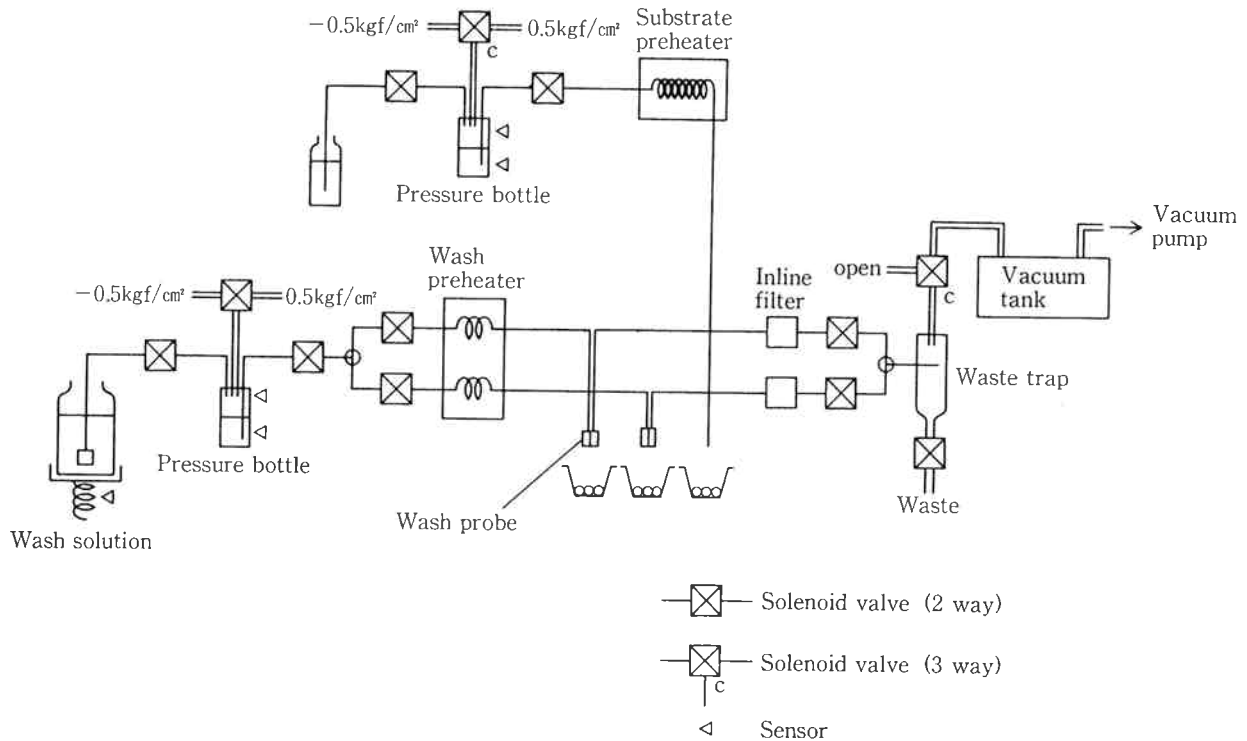 −0.5kgf/cm²
0.5kgf/cm²
c
Substrate
preheater
Pressure bottle
Vacuum
pump
open
c
Vacuum
tank
Wash
preheater
Inline
filter
−0.5kgf/cm²
0.5kgf/cm²
Waste trap
Pressure bottle
Wash probe
Waste
Wash solution
Solenoid valve (2 way)
Solenoid valve (3 way)
c
Sensor